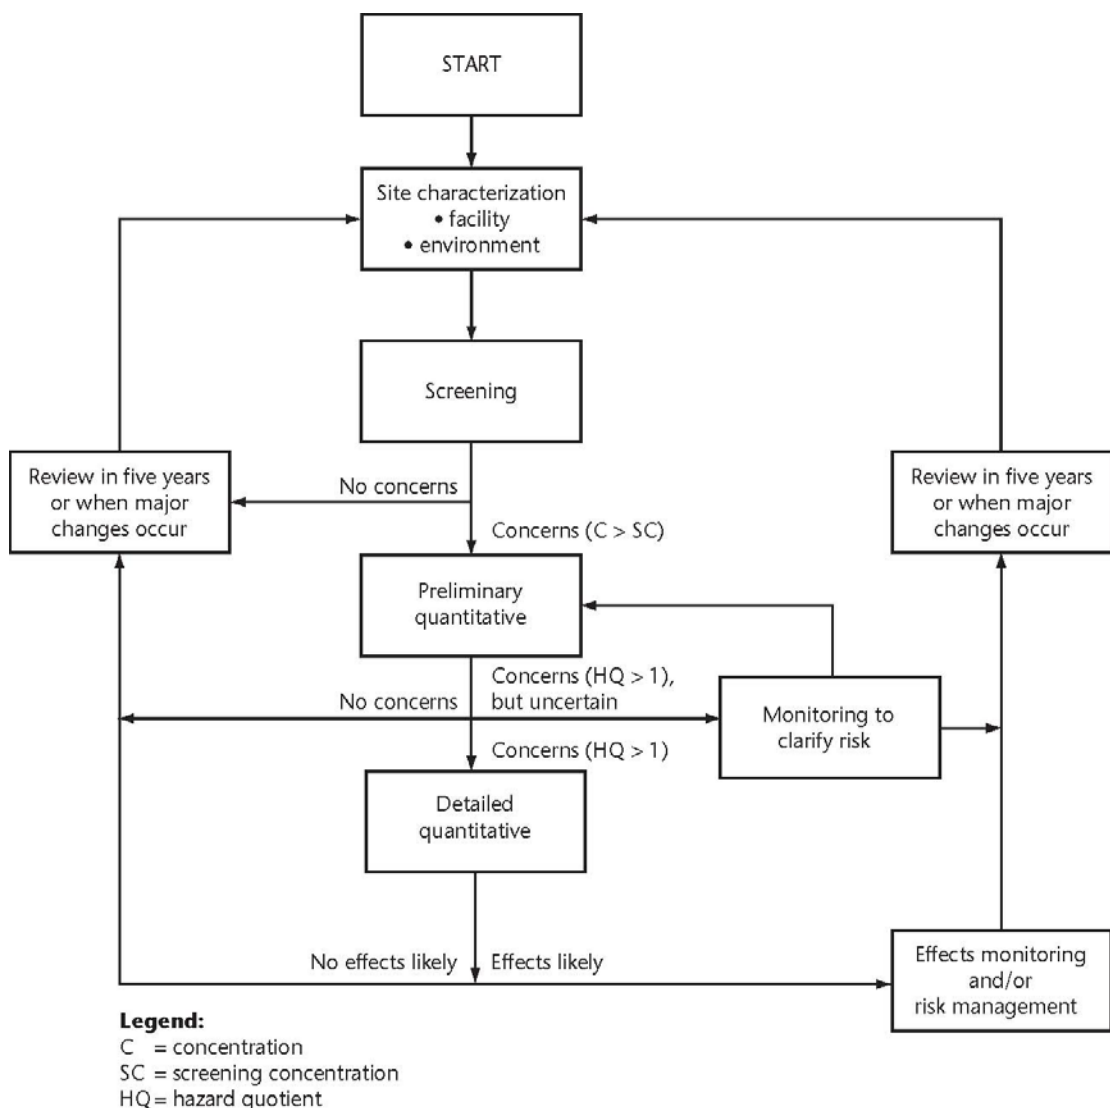 START
Site characterization
• facility
• environment
Screening
Review in five years
or when major
changes occur
Review in five years
or when major
changes occur
No concerns
Concerns (C > SC)
Preliminary
quantitative
Concerns (HQ > 1),
but uncertain
No concerns
Monitoring to
clarify risk
Concerns (HQ > 1)
Detailed
quantitative
No effects likely
Effects likely
Effects monitoring
and/or
risk management
Legend:
C = concentration
SC = screening concentration
HQ = hazard quotient